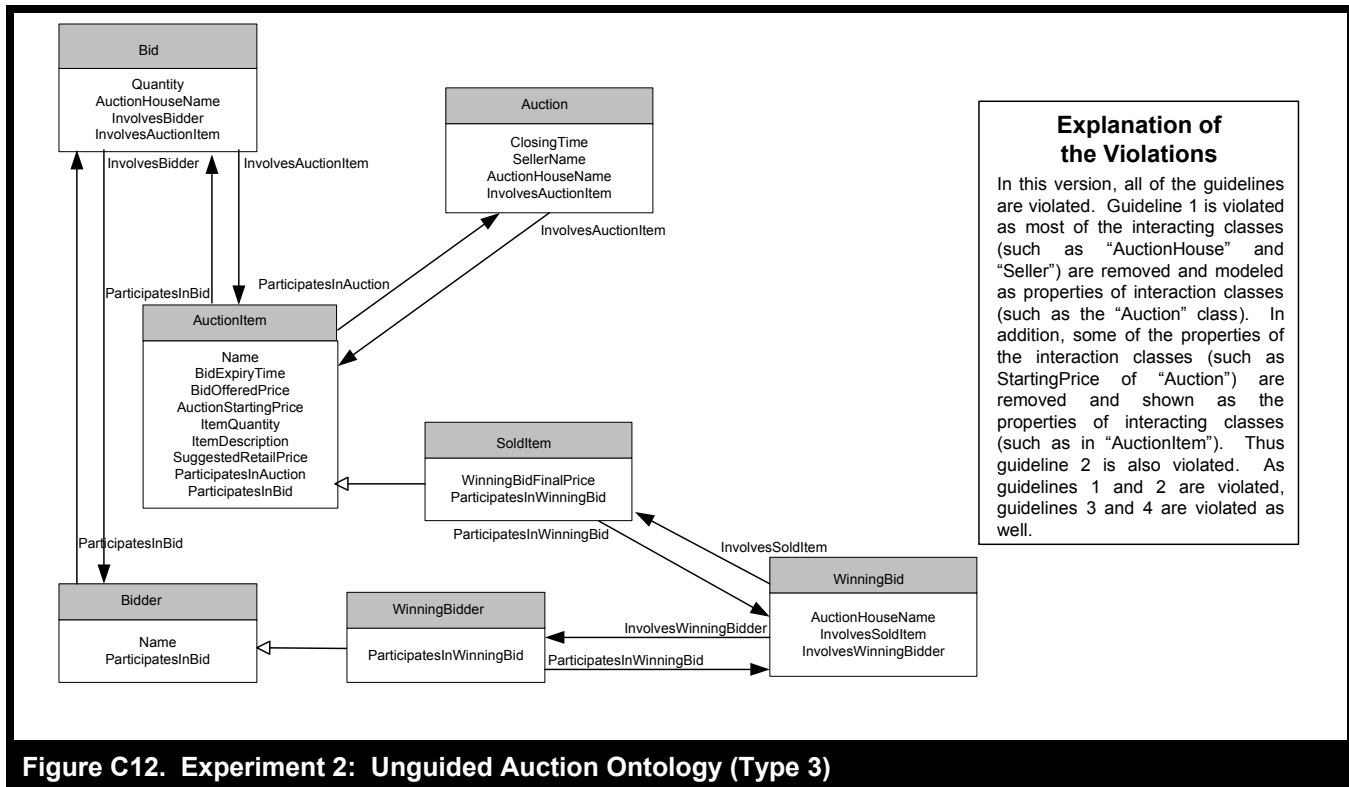 Bid
Quantity
AuctionHouseName
InvolvesBidder
InvolvesAuctionItem
InvolvesBidder
InvolvesAuctionItem
Auction
ClosingTime
SellerName
AuctionHouseName
InvolvesAuctionItem
InvolvesAuctionItem
ParticipatesInAuction
ParticipatesInBid
AuctionItem
Name
BidExpiryTime
BidOfferedPrice
AuctionStartingPrice
ItemQuantity
ItemDescription
SuggestedRetailPrice
ParticipatesInAuction
ParticipatesInBid
SoldItem
WinningBidFinalPrice
ParticipatesInWinningBid
ParticipatesInWinningBid
InvolvesSoldItem
ParticipatesInBid
Bidder
Name
ParticipatesInBid
WinningBidder
ParticipatesInWinningBid
InvolvesWinningBidder
ParticipatesInWinningBid
WinningBid
AuctionHouseName
InvolvesSoldItem
InvolvesWinningBidder
Explanation of
the Violations
In this version, all of the guidelines
are violated. Guideline 1 is violated
as most of the interacting classes
(such as “AuctionHouse” and
“Seller”) are removed and modeled
as properties of interaction classes
(such as the “Auction” class). In
addition, some of the properties of
the interaction classes (such as
StartingPrice of “Auction”) are
removed and shown as the
properties of interacting classes
(such as in “AuctionItem”). Thus
guideline 2 is also violated. As
guidelines 1 and 2 are violated,
guidelines 3 and 4 are violated as
well.
Figure C12. Experiment 2: Unguided Auction Ontology (Type 3)